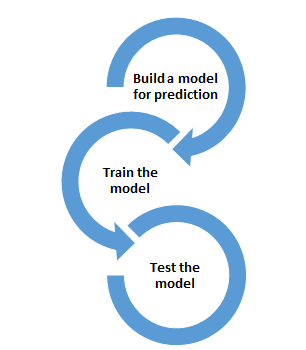 Build a model
for prediction
Train the
model
Test the
model